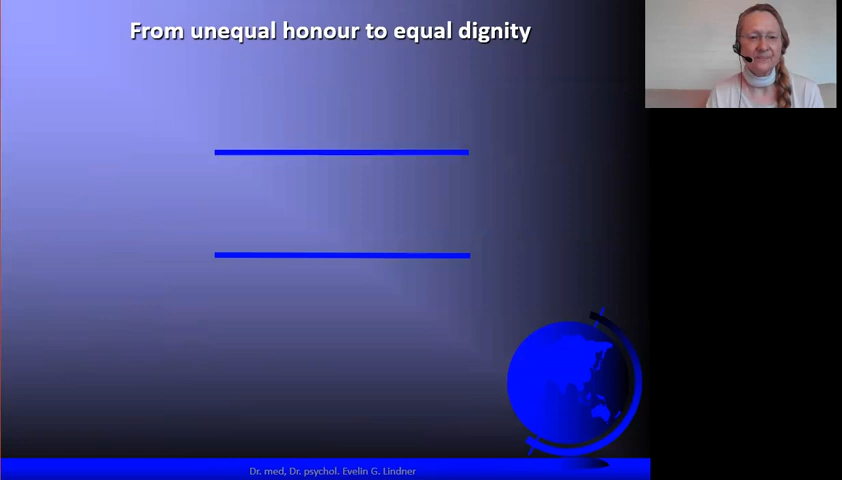 From unequal honour to equal dignity
Dr. med, Dr. psychol. Evelin G. Lindner